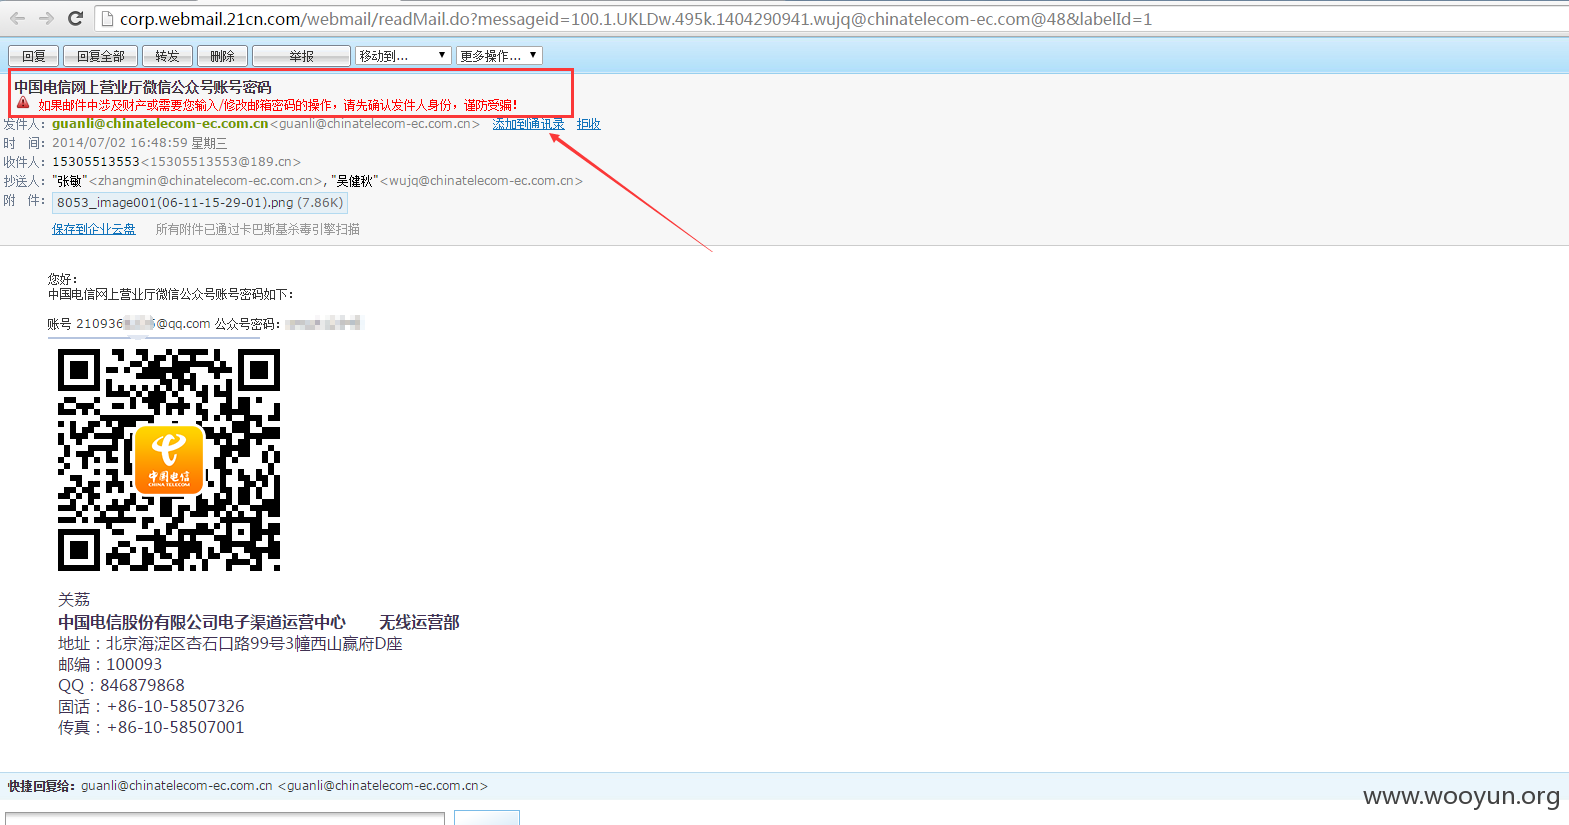 corp.webmail.21cn.com/webmail/readMail.do?messageid=100.1.UKLDw.495k.1404290941.wujq@chinatelecom-ec.com@48&labelId=1
回复 回复全部 转发 删除 举报 移动到... 更多操作...
中国电信网上营业厅微信公众号账号密码
如果邮件中涉及财产或需要您输入/修改邮箱密码的操作，请先确认发件人身份，谨防受骗！
发件人：guanli@chinatelecom-ec.com.cn<guanli@chinatelecom-ec.com.cn> 添加到通讯录 拒收
时 间：2014/07/02 16:48:59 星期三
收件人：15305513553<15305513553@189.cn>
抄送人："张敏"<zhangmin@chinatelecom-ec.com.cn>,"吴健秋"<wujq@chinatelecom-ec.com.cn>
附 件：8053_image001(06-11-15-29-01).png (7.86K)
保存到企业云盘 所有附件已通过卡巴斯基杀毒引擎扫描
您好：
中国电信网上营业厅微信公众号账号密码如下：
账号 210936 5@qq.com 公众号密码：
中国电信
CHINA TELECOM
关荔
中国电信股份有限公司电子渠道运营中心 无线运营部
地址：北京海淀区杏石口路99号3幢西山赢府D座
邮编：100093
QQ：846879868
固话：+86-10-58507326
传真：+86-10-58507001
快捷回复给：guanli@chinatelecom-ec.com.cn <guanli@chinatelecom-ec.com.cn>
www.wooyun.org